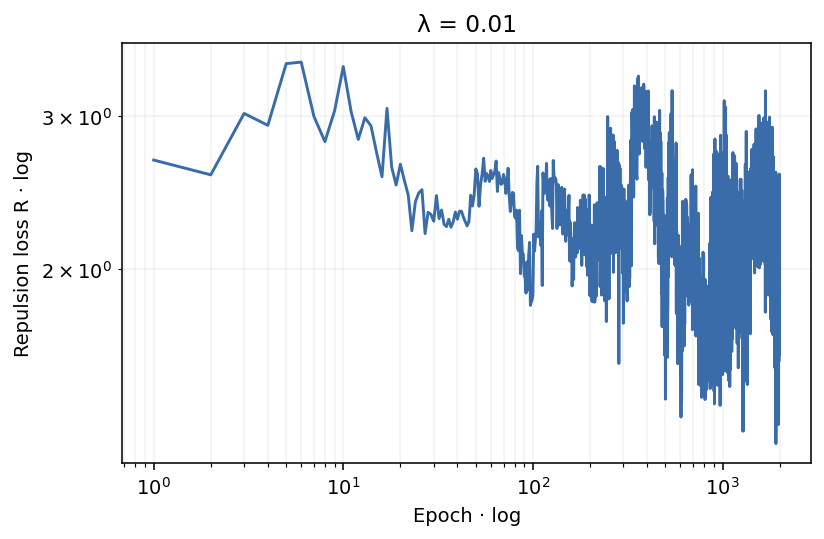 λ = 0.01
Repulsion loss R · log
3 × 10⁰
2 × 10⁰
10⁰ 10¹ 10² 10³
Epoch · log